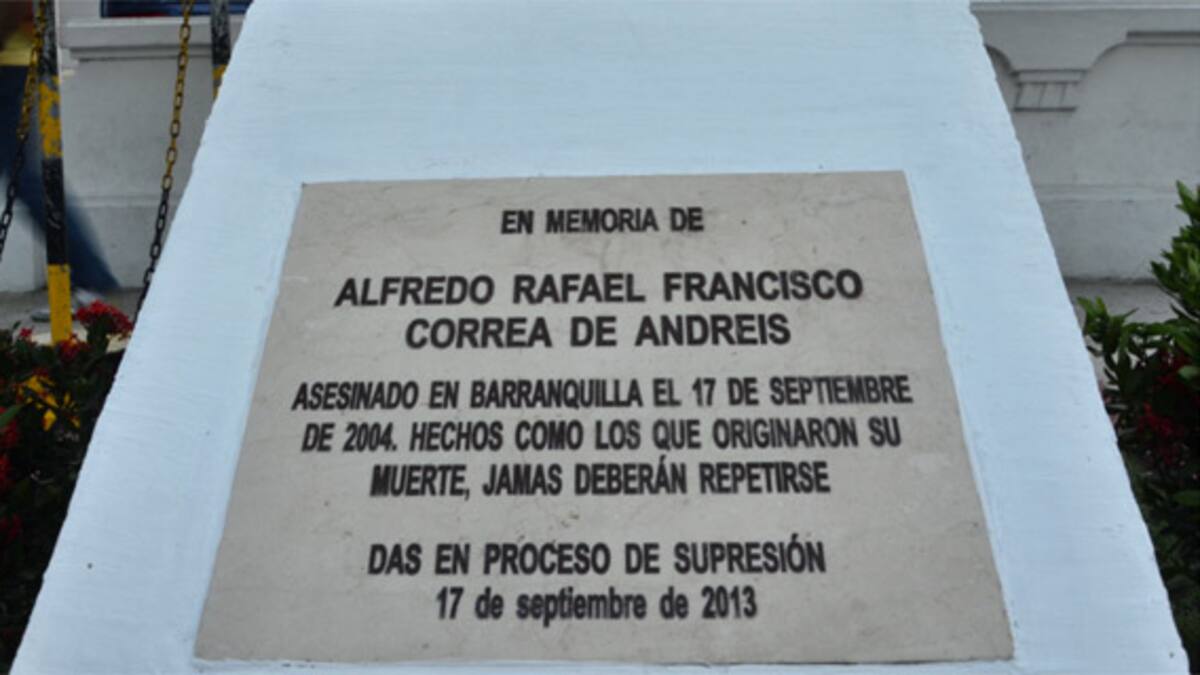 EN MEMORIA DE
ALFREDO RAFAEL FRANCISCO
CORREA DE ANDREIS
ASESINADO EN BARRANQUILLA EL 17 DE SEPTIEMBRE
DE 2004. HECHOS COMO LOS QUE ORIGINARON SU
MUERTE, JAMAS DEBERÁN REPETIRSE
DAS EN PROCESO DE SUPRESIÓN
17 de septiembre de 2013